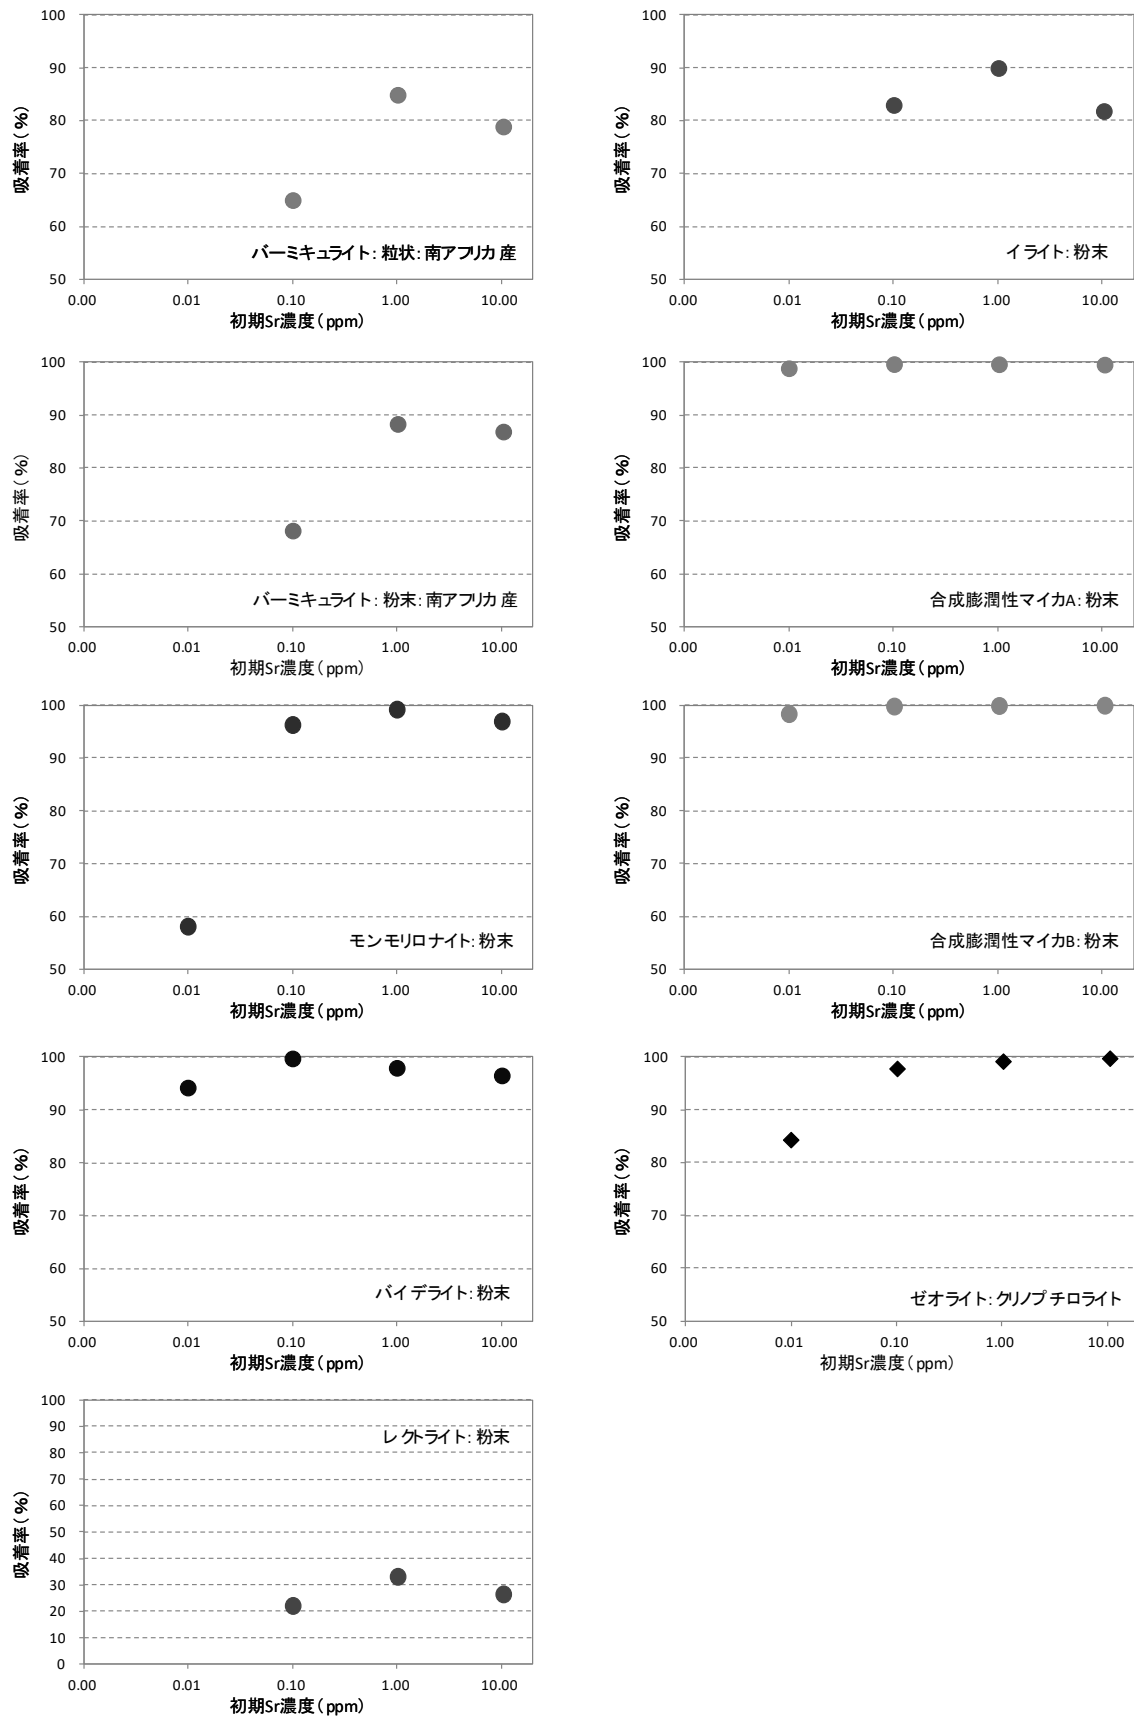 100
90
80
70
60
50
吸着率(%)
バーミキュライト:粒状:南アフリカ産
0.00 0.01 0.10 1.00 10.00
初期Sr濃度(ppm)
100
90
80
70
60
50
吸着率(%)
イライト:粉末
0.00 0.01 0.10 1.00 10.00
初期Sr濃度(ppm)
100
90
80
70
60
50
吸着率(%)
バーミキュライト:粉末:南アフリカ産
0.00 0.01 0.10 1.00 10.00
初期Sr濃度(ppm)
100
90
80
70
60
50
吸着率(%)
合成膨潤性マイカA:粉末
0.00 0.01 0.10 1.00 10.00
初期Sr濃度(ppm)
100
90
80
70
60
50
吸着率(%)
モンモリロナイト:粉末
0.00 0.01 0.10 1.00 10.00
初期Sr濃度(ppm)
100
90
80
70
60
50
吸着率(%)
合成膨潤性マイカB:粉末
0.00 0.01 0.10 1.00 10.00
初期Sr濃度(ppm)
100
90
80
70
60
50
吸着率(%)
バイデライト:粉末
0.00 0.01 0.10 1.00 10.00
初期Sr濃度(ppm)
100
90
80
70
60
50
吸着率(%)
ゼオライト:クリノプチロライト
0.00 0.01 0.10 1.00 10.00
初期Sr濃度(ppm)
100
90
80
70
60
50
40
30
20
10
0
吸着率(%)
レクトライト:粉末
0.00 0.01 0.10 1.00 10.00
初期Sr濃度(ppm)